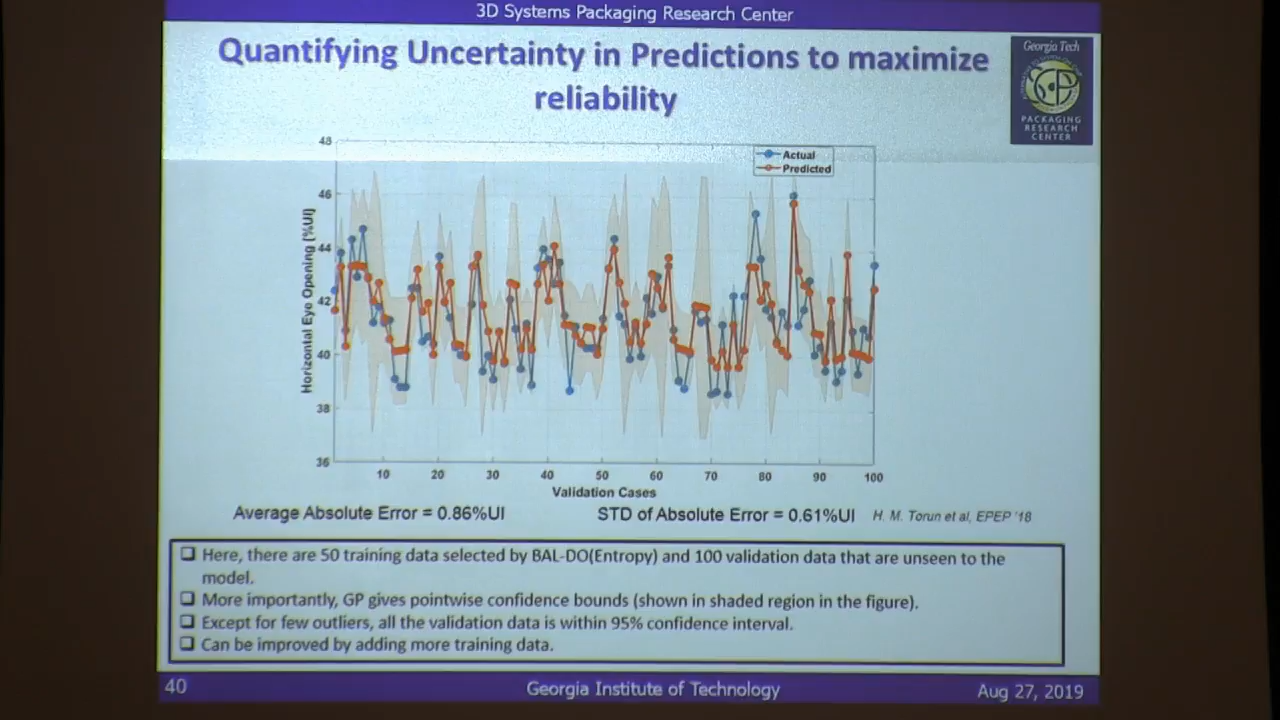 3D Systems Packaging Research Center
Quantifying Uncertainty in Predictions to maximize
reliability
Georgia Tech
PACKAGING
RESEARCH
CENTER
48
46
44
42
40
38
36
Horizontal Eye Opening [%UI]
Actual
Predicted
10 20 30 40 50 60 70 80 90 100
Validation Cases
Average Absolute Error = 0.86%UI STD of Absolute Error = 0.61%UI H. M. Torun et al, EPEP '18
Here, there are 50 training data selected by BAL-DO(Entropy) and 100 validation data that are unseen to the
model.
More importantly, GP gives pointwise confidence bounds (shown in shaded region in the figure).
Except for few outliers, all the validation data is within 95% confidence interval.
Can be improved by adding more training data.
40 Georgia Institute of Technology Aug 27, 2019